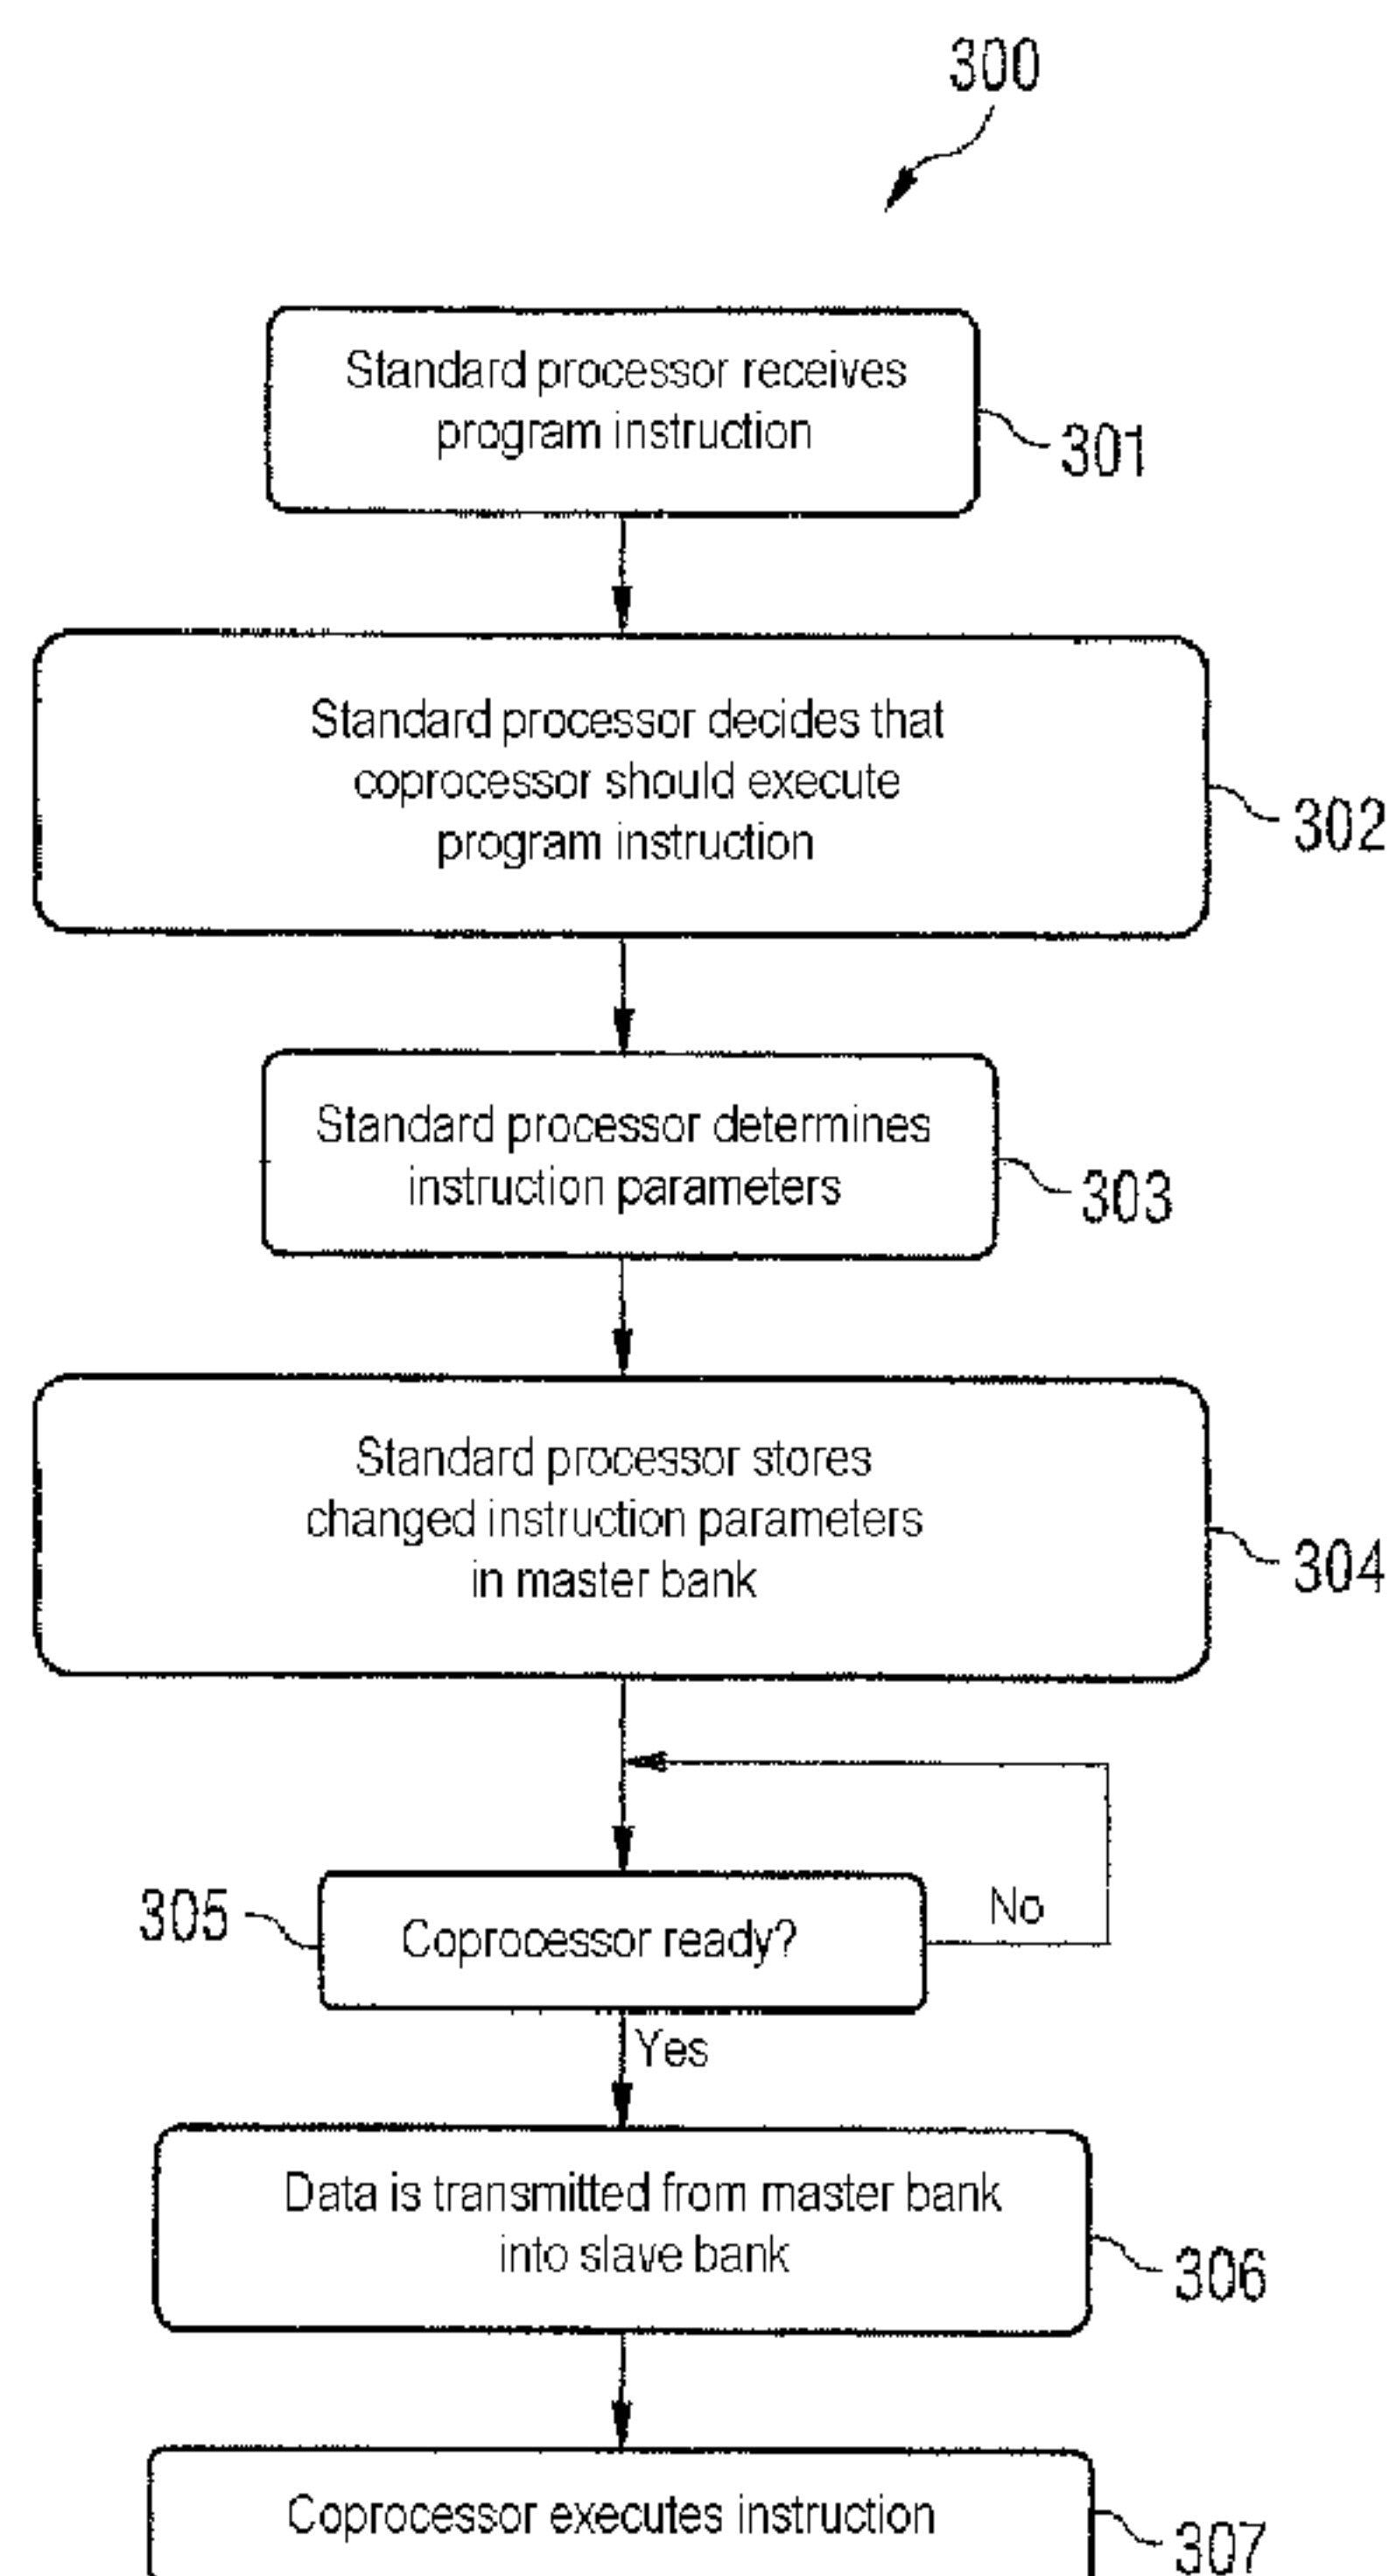 300
Standard processor receives
program instruction
301
Standard processor decides that
coprocessor should execute
program instruction
302
Standard processor determines
instruction parameters
303
Standard processor stores
changed instruction parameters
in master bank
304
305
Coprocessor ready?
No
Yes
Data is transmitted from master bank
into slave bank
306
Coprocessor executes instruction
307